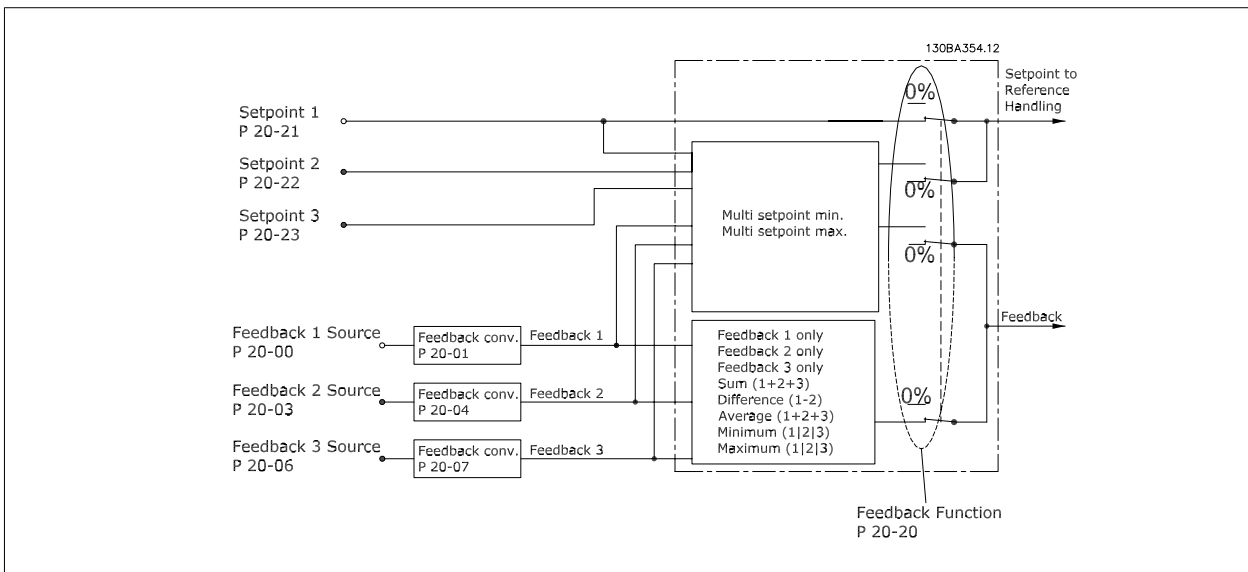 130BA354.12
Setpoint to
Reference
Handling
0%
Setpoint 1
P 20-21
Setpoint 2
P 20-22
0%
Setpoint 3
P 20-23
Multi setpoint min.
Multi setpoint max.
0%
Feedback
Feedback 1 Source
P 20-00
Feedback conv.
P 20-01
Feedback 1
Feedback 2 Source
P 20-03
Feedback conv.
P 20-04
Feedback 2
Feedback 3 Source
P 20-06
Feedback conv.
P 20-07
Feedback 3
Feedback 1 only
Feedback 2 only
Feedback 3 only
Sum (1+2+3)
Difference (1-2)
Average (1+2+3)
Minimum (1|2|3)
Maximum (1|2|3)
0%
Feedback Function
P 20-20